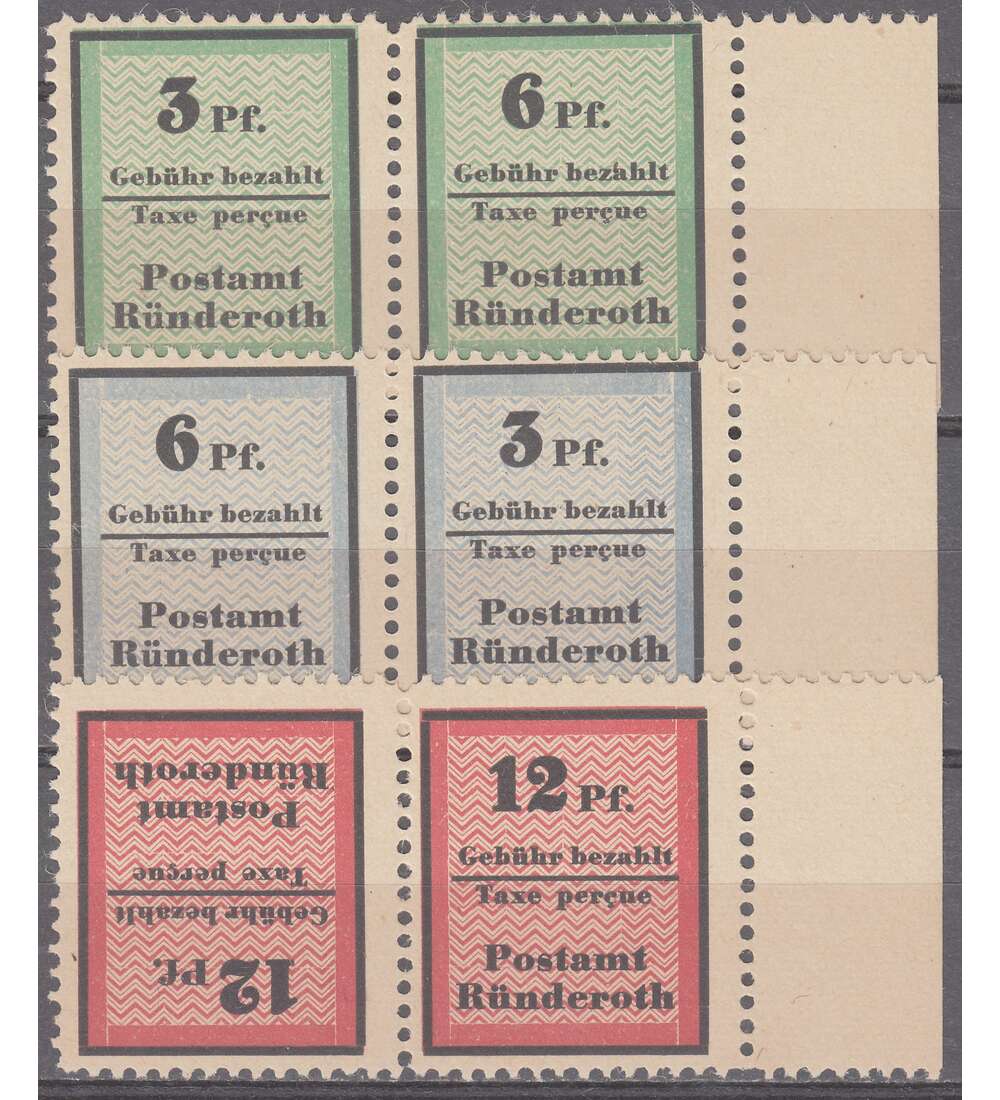 3 Pf.
Gebühr bezahlt
Taxe perçue
Postamt
Ründeroth
6 Pf.
Gebühr bezahlt
Taxe perçue
Postamt
Ründeroth
6 Pf.
Gebühr bezahlt
Taxe perçue
Postamt
Ründeroth
3 Pf.
Gebühr bezahlt
Taxe perçue
Postamt
Ründeroth
12 Pf.
Gebühr bezahlt
Taxe perçue
Postamt
Ründeroth
12 Pf.
Gebühr bezahlt
Taxe perçue
Postamt
Ründeroth